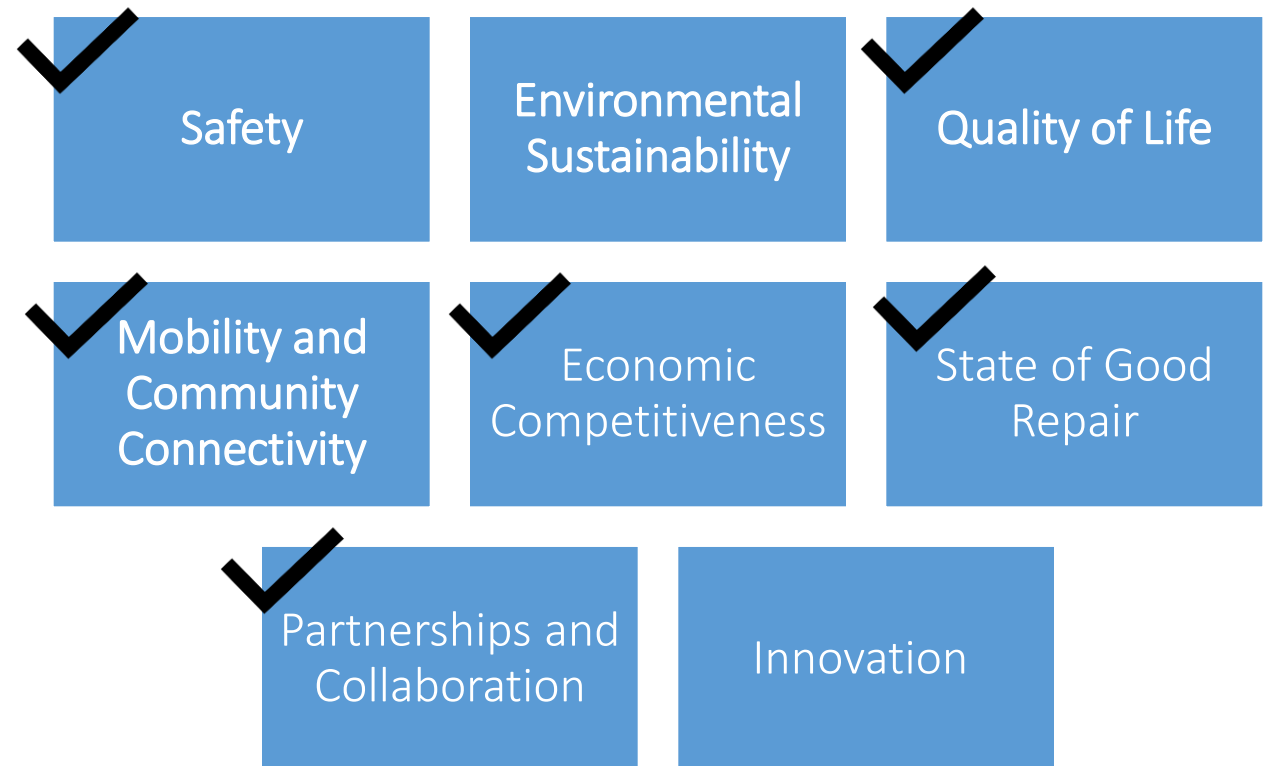 Safety
Environmental
Sustainability
Quality of Life
Mobility and
Community
Connectivity
Economic
Competitiveness
State of Good
Repair
Partnerships and
Collaboration
Innovation